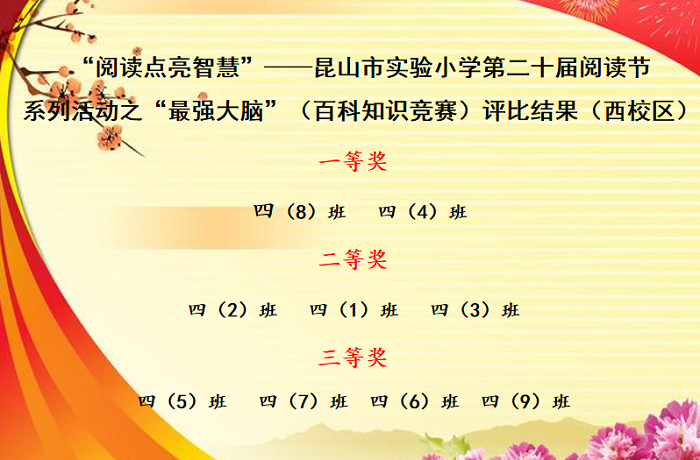 “阅读点亮智慧”——昆山市实验小学第二十届阅读节
系列活动之“最强大脑”（百科知识竞赛）评比结果（西校区）
一等奖
四（8）班 四（4）班
二等奖
四（2）班 四（1）班 四（3）班
三等奖
四（5）班 四（7）班 四（6）班 四（9）班